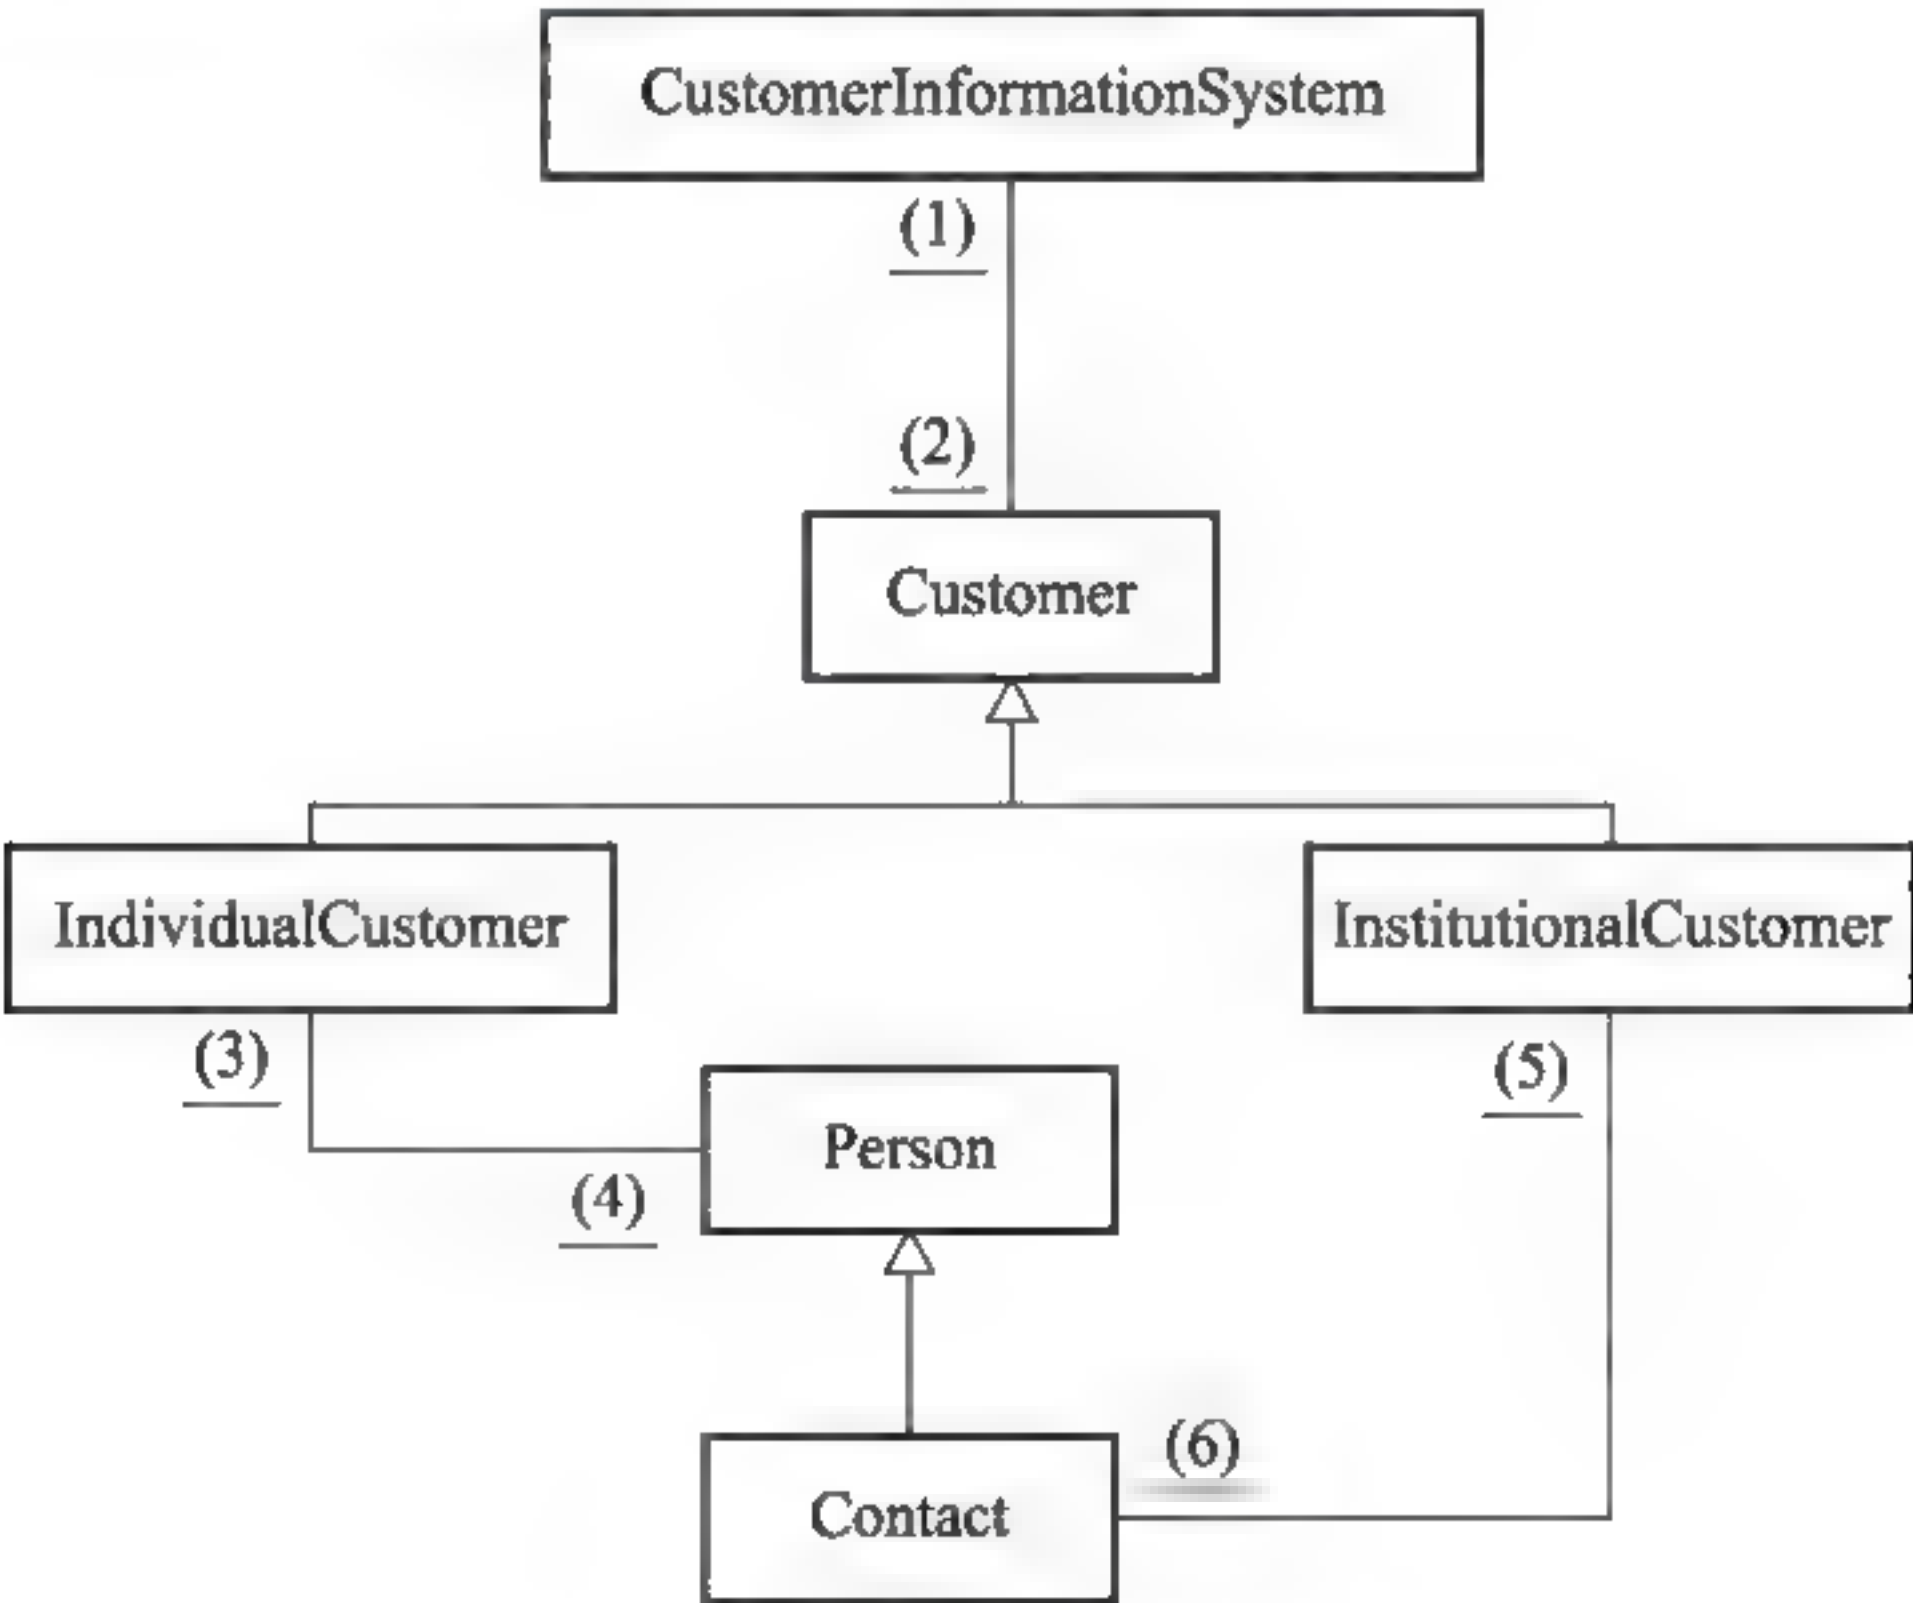 CustomerInformationSystem
(1)
(2)
Customer
IndividualCustomer
InstitutionalCustomer
(3)
(5)
Person
(4)
(6)
Contact